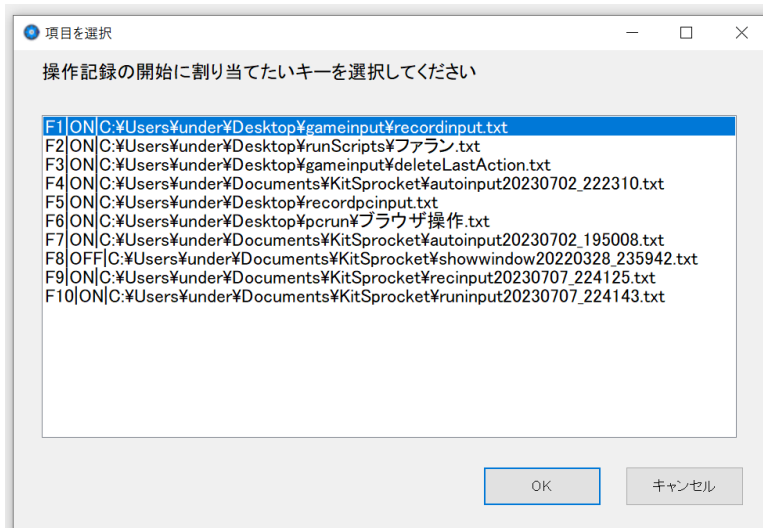 項目を選択
操作記録の開始に割り当てたいキーを選択してください
F1|ON|C:¥Users¥under¥Desktop¥gameinput¥recordinput.txt
F2|ON|C:¥Users¥under¥Desktop¥runScripts¥ファラン.txt
F3|ON|C:¥Users¥under¥Desktop¥gameinput¥deleteLastAction.txt
F4|ON|C:¥Users¥under¥Documents¥KitSprocket¥autoinput20230702_222310.txt
F5|ON|C:¥Users¥under¥Desktop¥recordpcinput.txt
F6|ON|C:¥Users¥under¥Desktop¥pcrun¥ブラウザ操作.txt
F7|ON|C:¥Users¥under¥Documents¥KitSprocket¥autoinput20230702_195008.txt
F8|OFF|C:¥Users¥under¥Documents¥KitSprocket¥showwindow20220328_235942.txt
F9|ON|C:¥Users¥under¥Documents¥KitSprocket¥recinput20230707_224125.txt
F10|ON|C:¥Users¥under¥Documents¥KitSprocket¥runinput20230707_224143.txt
OK キャンセル